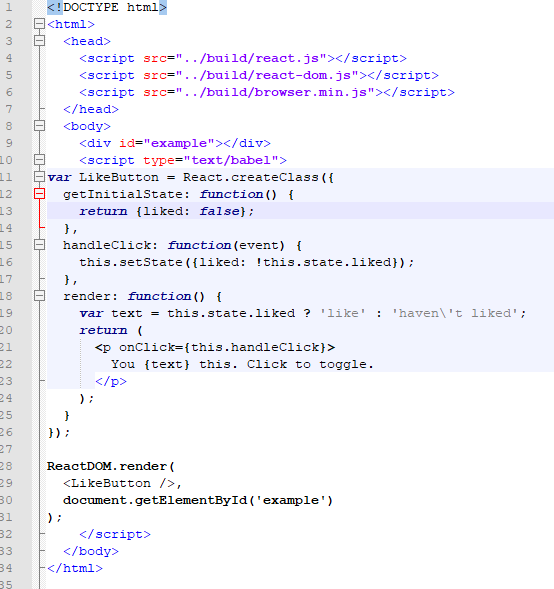 1 <!DOCTYPE html>
2 <html>
3 <head>
4 <script src="../build/react.js"></script>
5 <script src="../build/react-dom.js"></script>
6 <script src="../build/browser.min.js"></script>
7 </head>
8 <body>
9 <div id="example"></div>
10 <script type="text/babel">
11 var LikeButton = React.createClass({
12 getInitialState: function() {
13 return {liked: false};
14 },
15 handleClick: function(event) {
16 this.setState({liked: !this.state.liked});
17 },
18 render: function() {
19 var text = this.state.liked ? 'like' : 'haven\'t liked';
20 return (
21 <p onClick={this.handleClick}>
22 You {text} this. Click to toggle.
23 </p>
24 );
25 }
26 });
27
28 ReactDOM.render(
29 <LikeButton />,
30 document.getElementById('example')
31 );
32 </script>
33 </body>
34 </html>
35